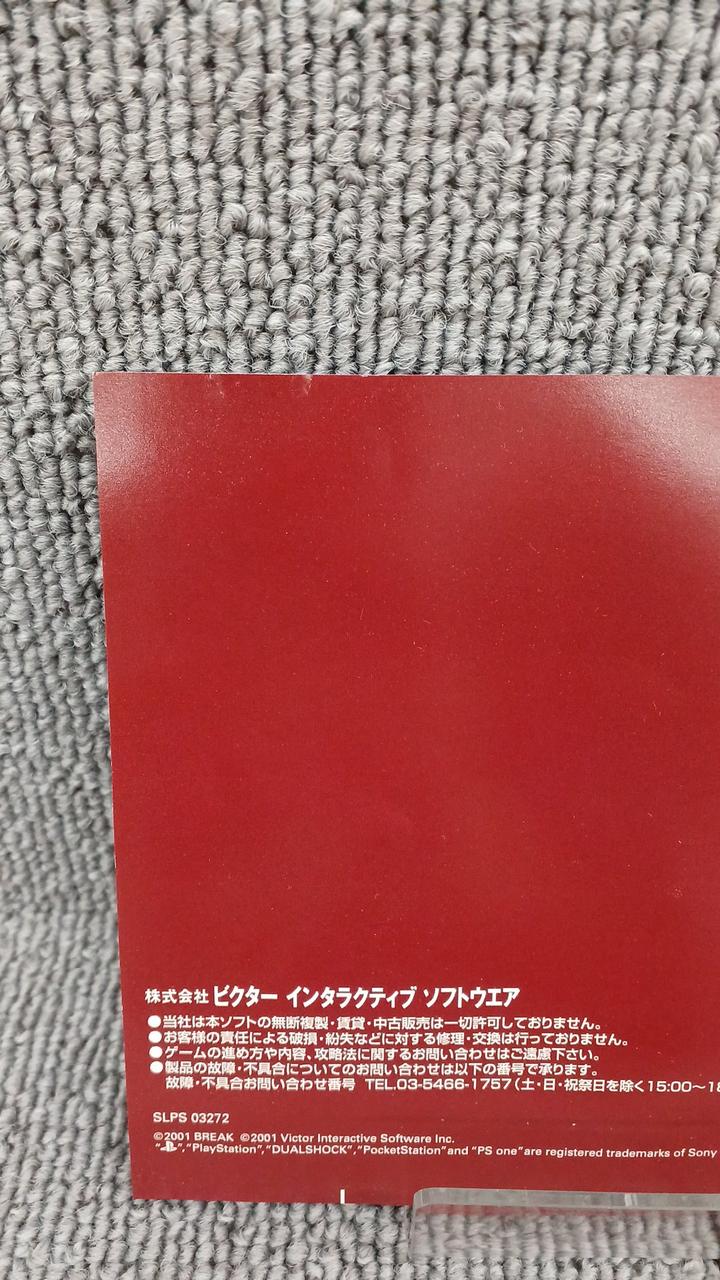 株式会社 ビクター インタラクティブ ソフトウエア
●当社は本ソフトの無断複製・賃貸・中古販売は一切許可しておりません。
●お客様の責任による破損・紛失などに対する修理・交換は行っておりません。
●ゲームの進め方や内容、攻略法に関するお問い合わせはご遠慮下さい。
●製品の故障・不具合についてのお問い合わせは以下の番号で承ります。
故障・不具合お問い合わせ番号 TEL.03-5466-1757(土・日・祝祭日を除く15:00～18
SLPS 03272
©2001 BREAK ©2001 Victor Interactive Software Inc.
" ","PlayStation","DUALSHOCK","PocketStation"and "PS one"are registered trademarks of Sony